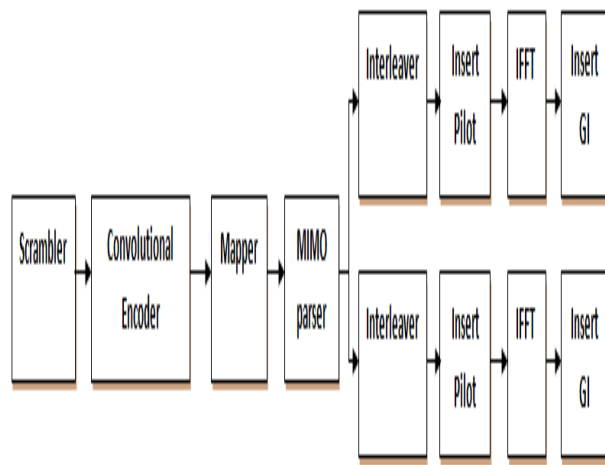 Scrambler
Convolutional
Encoder
Mapper
MIMO
parser
Interleaver
Insert
Pilot
IFFT
Insert
GI
Interleaver
Insert
Pilot
IFFT
Insert
GI